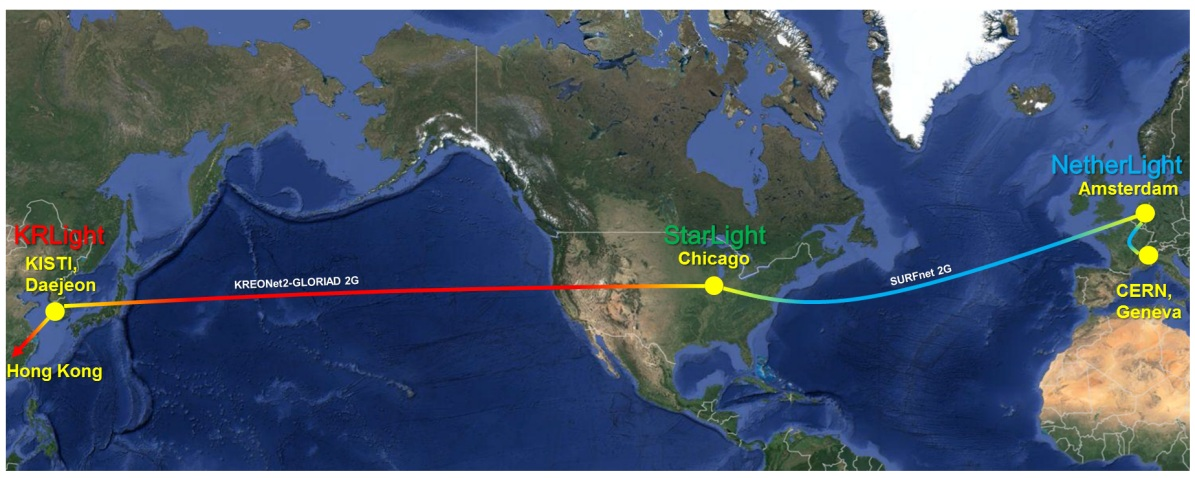 NetherLight
Amsterdam
KRLight
KISTI,
Daejeon
StarLight
Chicago
KREONet2-GLORIAD 2G
SURFnet 2G
CERN,
Geneva
Hong Kong